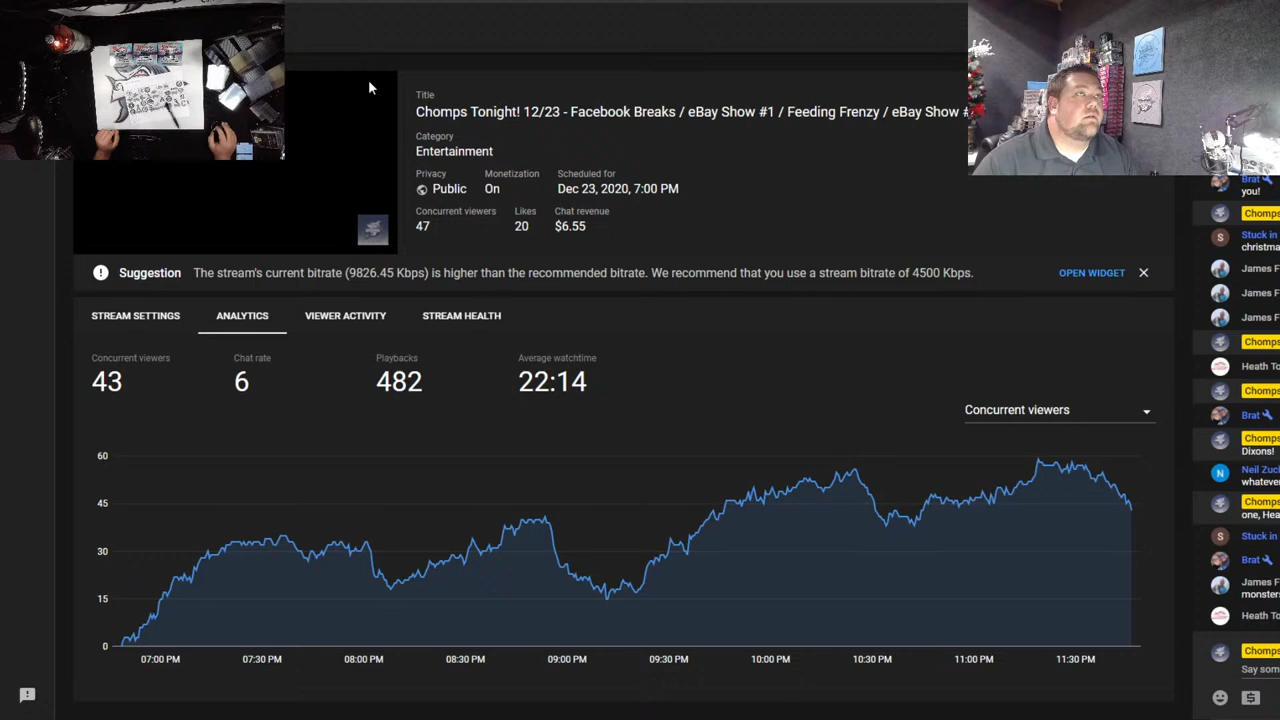 Title
Chomps Tonight! 12/23 - Facebook Breaks / eBay Show #1 / Feeding Frenzy / eBay Show #
Category
Entertainment
Privacy Monetization Scheduled for
Public On Dec 23, 2020, 7:00 PM
Concurrent viewers Likes Chat revenue
47 20 $6.55
Suggestion The stream's current bitrate (9826.45 Kbps) is higher than the recommended bitrate. We recommend that you use a stream bitrate of 4500 Kbps. OPEN WIDGET
STREAM SETTINGS ANALYTICS VIEWER ACTIVITY STREAM HEALTH
Concurrent viewers Chat rate Playbacks Average watchtime
43 6 482 22:14
Concurrent viewers
60
45
30
15
0
07:00 PM 07:30 PM 08:00 PM 08:30 PM 09:00 PM 09:30 PM 10:00 PM 10:30 PM 11:00 PM 11:30 PM
Brat
you!
Chomps
S Stuck in
christma
James F
James F
James F
Chomps
Heath To
Chomps
Brat
Chomps
Dixons!
N Neil Zuc
whatever
Chomps
one, Hea
S Stuck in
Brat
James F
monsters
Heath To
Chomps
Say som